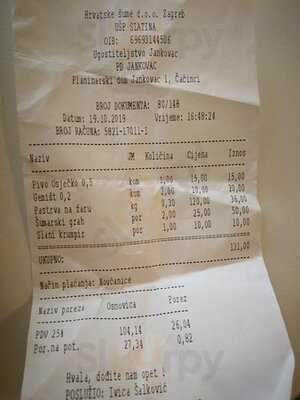 Hrvatske šume d.o.o. Zagreb
UŠP SLATINA
OIB: 69693144506
Ugostiteljstvo Jankovac
PD JANKOVAC
Planinarski dom Jankovac 1, Čačinci
BROJ DOKUMENTA: BO/148
Datum: 19.10.2019 Vrijeme: 16:49:24
BROJ RAČUNA: 5821-17011-1
Naziv JM Količina Cijena Iznos
Pivo Osječko 0,5 kom 1,00 15,00 15,00
Gemišt 0,2 kom 1,00 10,00 10,00
Pastrva na žaru kg 0,30 120,00 36,00
Šumarski grah por 2,00 25,00 50,00
Slani krumpir por 1,00 10,00 10,00
UKUPNO: 131,00
Način plaćanja: Novčanice
Naziv poreza Osnovica Porez
PDV 25% 104,14 26,04
Por.na pot. 27,34 0,82
Hvala, dođite nam opet !
POSLUŽIO: Ivica Šalković
Sluurpy